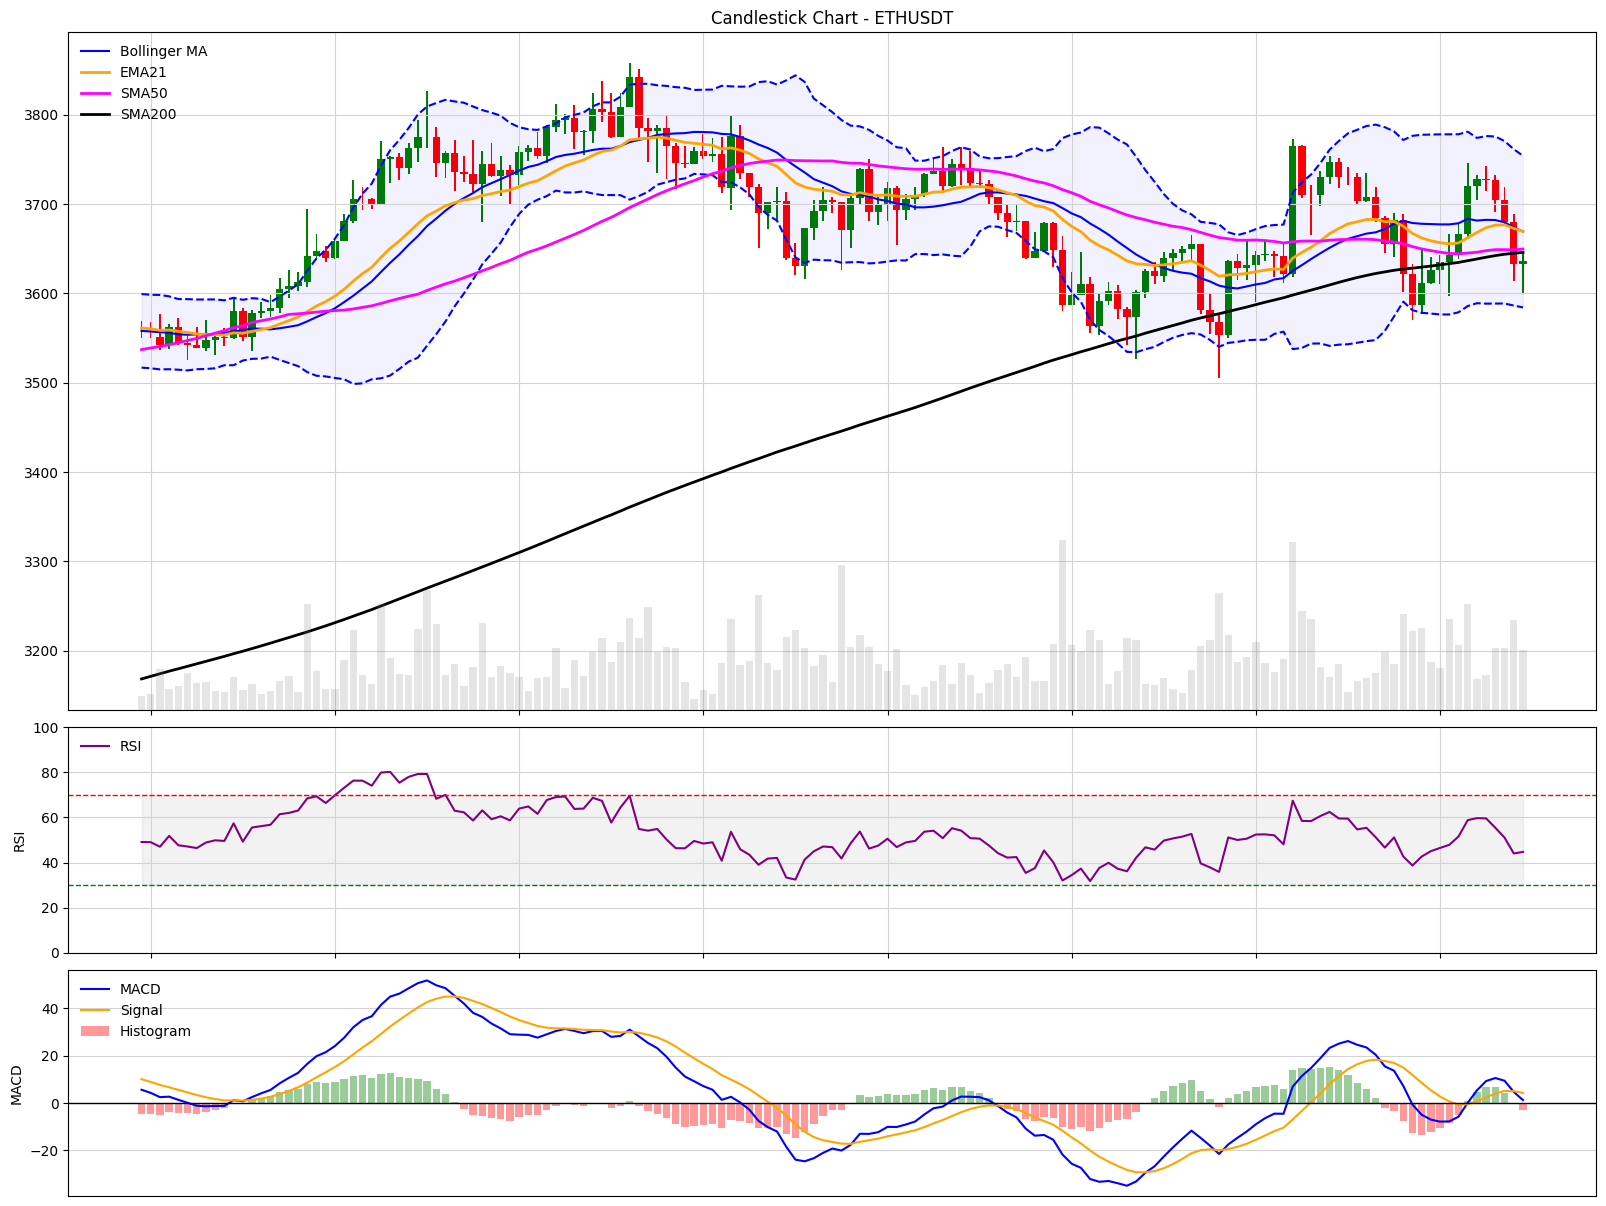 Candlestick Chart - ETHUSDT
Bollinger MA
EMA21
SMA50
SMA200
3800
3700
3600
3500
3400
3300
3200
100
80
60
40
20
0
RSI
RSI
40
20
0
−20
MACD
MACD
Signal
Histogram